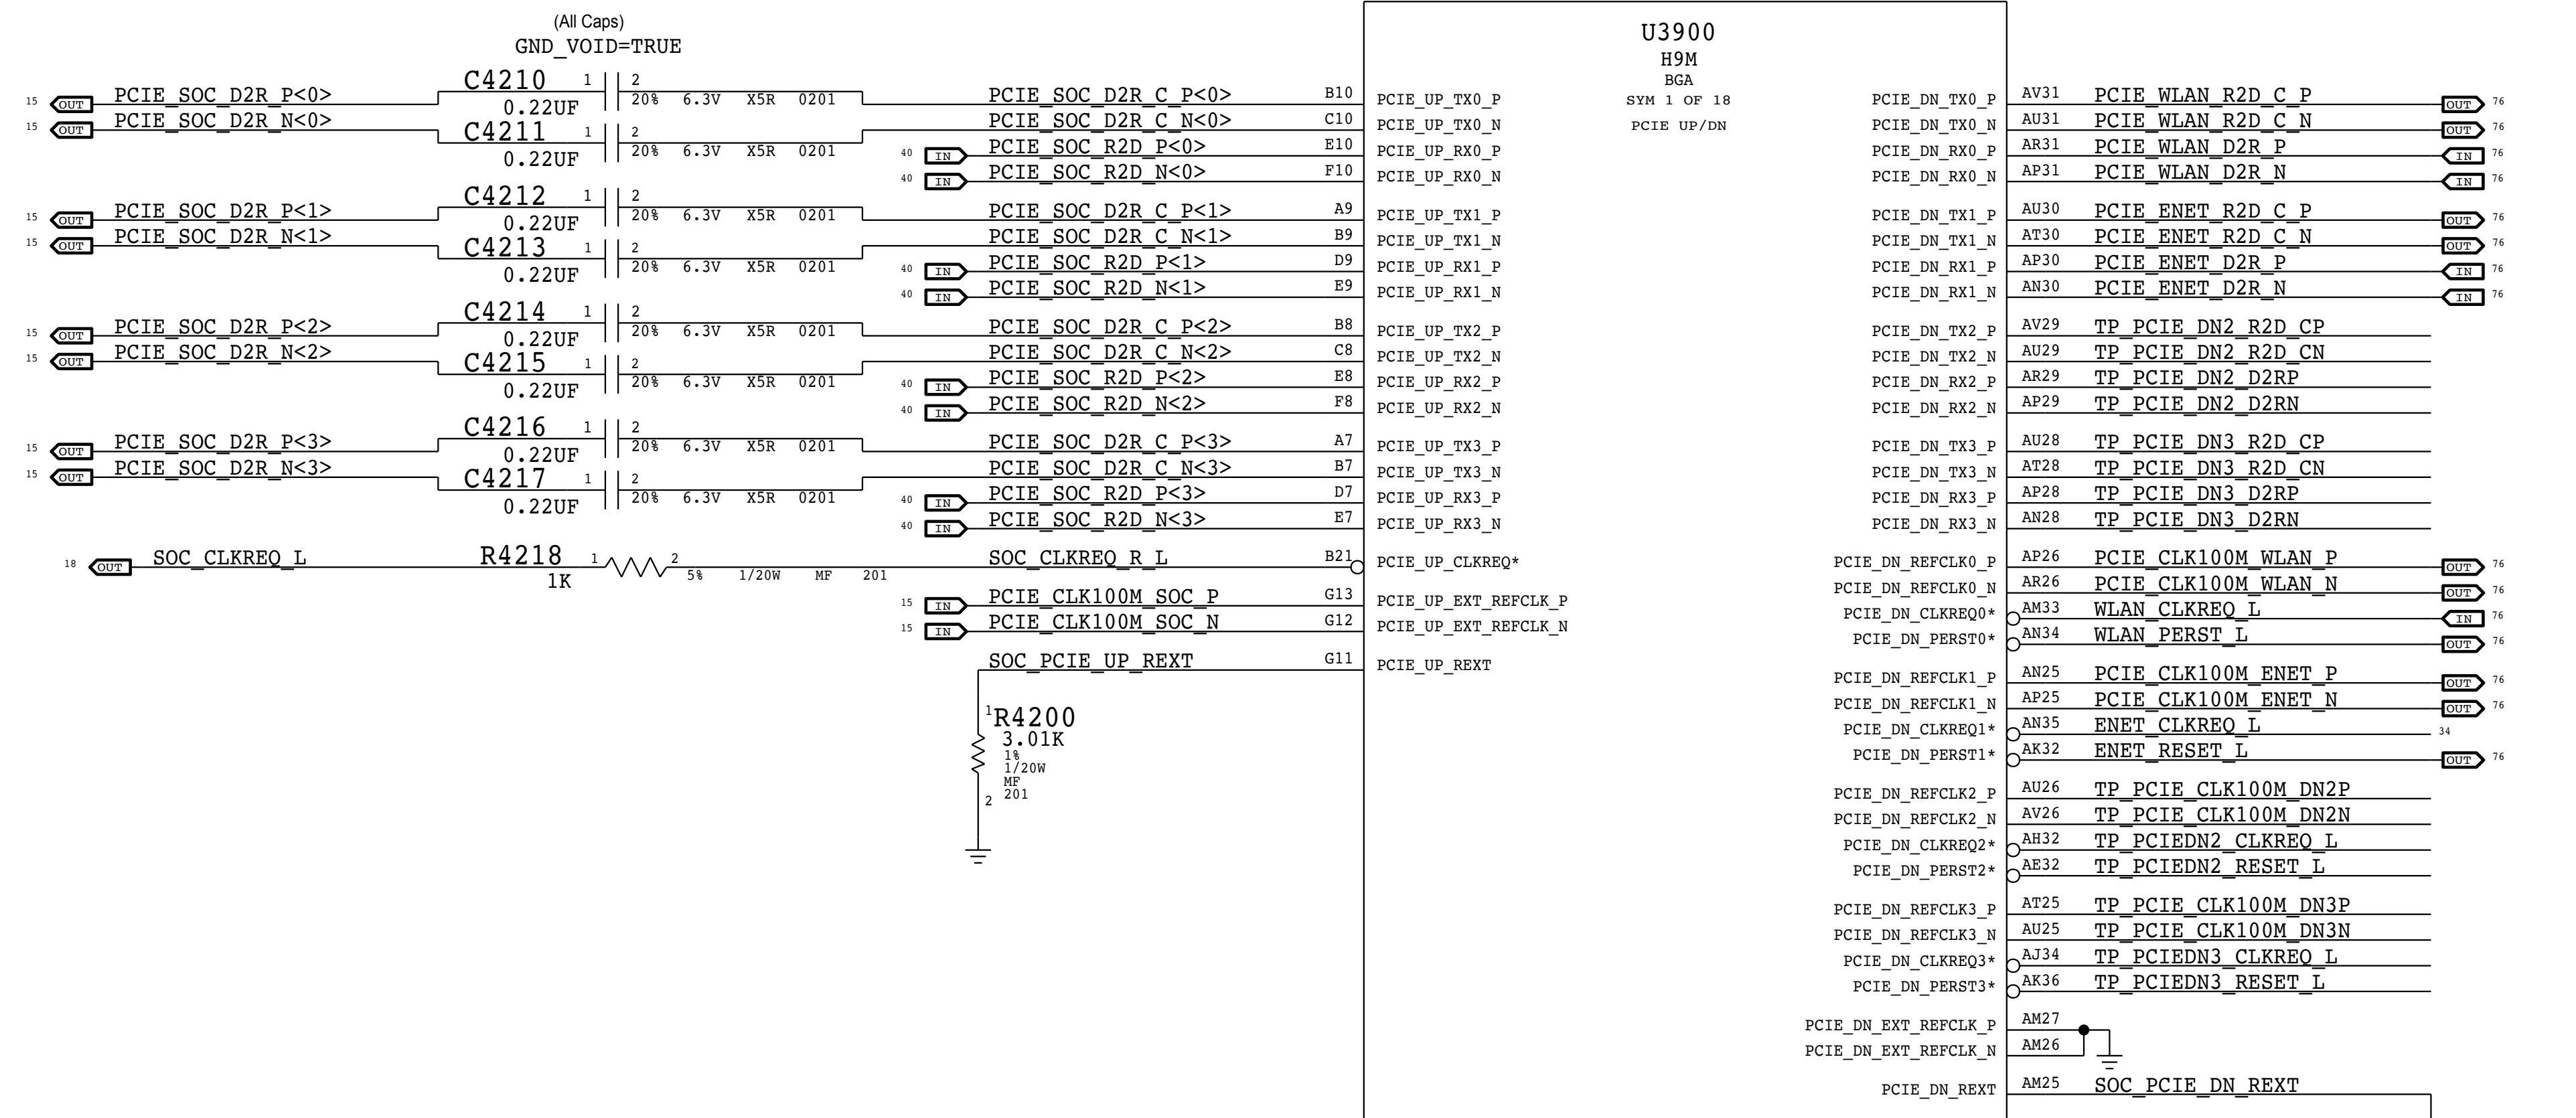 (All Caps)
GND_VOID=TRUE
15 OUT PCIE_SOC_D2R_P<0>
C4210 1 2
0.22UF 20% 6.3V X5R 0201
PCIE_SOC_D2R_C_P<0> B10
15 OUT PCIE_SOC_D2R_N<0>
C4211 1 2
0.22UF 20% 6.3V X5R 0201
PCIE_SOC_D2R_C_N<0> C10
40 IN PCIE_SOC_R2D_P<0> E10
40 IN PCIE_SOC_R2D_N<0> F10
15 OUT PCIE_SOC_D2R_P<1>
C4212 1 2
0.22UF 20% 6.3V X5R 0201
PCIE_SOC_D2R_C_P<1> A9
15 OUT PCIE_SOC_D2R_N<1>
C4213 1 2
0.22UF 20% 6.3V X5R 0201
PCIE_SOC_D2R_C_N<1> B9
40 IN PCIE_SOC_R2D_P<1> D9
40 IN PCIE_SOC_R2D_N<1> E9
15 OUT PCIE_SOC_D2R_P<2>
C4214 1 2
0.22UF 20% 6.3V X5R 0201
PCIE_SOC_D2R_C_P<2> B8
15 OUT PCIE_SOC_D2R_N<2>
C4215 1 2
0.22UF 20% 6.3V X5R 0201
PCIE_SOC_D2R_C_N<2> C8
40 IN PCIE_SOC_R2D_P<2> E8
40 IN PCIE_SOC_R2D_N<2> F8
15 OUT PCIE_SOC_D2R_P<3>
C4216 1 2
0.22UF 20% 6.3V X5R 0201
PCIE_SOC_D2R_C_P<3> A7
15 OUT PCIE_SOC_D2R_N<3>
C4217 1 2
0.22UF 20% 6.3V X5R 0201
PCIE_SOC_D2R_C_N<3> B7
40 IN PCIE_SOC_R2D_P<3> D7
40 IN PCIE_SOC_R2D_N<3> E7
18 OUT SOC_CLKREQ_L
R4218 1 2
1K 5% 1/20W MF 201
SOC_CLKREQ_R_L B21
15 IN PCIE_CLK100M_SOC_P G13
15 IN PCIE_CLK100M_SOC_N G12
SOC_PCIE_UP_REXT G11
1 R4200
3.01K
1%
1/20W
MF
201
2
U3900
H9M
BGA
SYM 1 OF 18
PCIE UP/DN
PCIE_UP_TX0_P
PCIE_UP_TX0_N
PCIE_UP_RX0_P
PCIE_UP_RX0_N
PCIE_UP_TX1_P
PCIE_UP_TX1_N
PCIE_UP_RX1_P
PCIE_UP_RX1_N
PCIE_UP_TX2_P
PCIE_UP_TX2_N
PCIE_UP_RX2_P
PCIE_UP_RX2_N
PCIE_UP_TX3_P
PCIE_UP_TX3_N
PCIE_UP_RX3_P
PCIE_UP_RX3_N
PCIE_UP_CLKREQ*
PCIE_UP_EXT_REFCLK_P
PCIE_UP_EXT_REFCLK_N
PCIE_UP_REXT
PCIE_DN_TX0_P AV31 PCIE_WLAN_R2D_C_P OUT 76
PCIE_DN_TX0_N AU31 PCIE_WLAN_R2D_C_N OUT 76
PCIE_DN_RX0_P AR31 PCIE_WLAN_D2R_P IN 76
PCIE_DN_RX0_N AP31 PCIE_WLAN_D2R_N IN 76
PCIE_DN_TX1_P AU30 PCIE_ENET_R2D_C_P OUT 76
PCIE_DN_TX1_N AT30 PCIE_ENET_R2D_C_N OUT 76
PCIE_DN_RX1_P AP30 PCIE_ENET_D2R_P IN 76
PCIE_DN_RX1_N AN30 PCIE_ENET_D2R_N IN 76
PCIE_DN_TX2_P AV29 TP_PCIE_DN2_R2D_CP
PCIE_DN_TX2_N AU29 TP_PCIE_DN2_R2D_CN
PCIE_DN_RX2_P AR29 TP_PCIE_DN2_D2RP
PCIE_DN_RX2_N AP29 TP_PCIE_DN2_D2RN
PCIE_DN_TX3_P AU28 TP_PCIE_DN3_R2D_CP
PCIE_DN_TX3_N AT28 TP_PCIE_DN3_R2D_CN
PCIE_DN_RX3_P AP28 TP_PCIE_DN3_D2RP
PCIE_DN_RX3_N AN28 TP_PCIE_DN3_D2RN
PCIE_DN_REFCLK0_P AP26 PCIE_CLK100M_WLAN_P OUT 76
PCIE_DN_REFCLK0_N AR26 PCIE_CLK100M_WLAN_N OUT 76
PCIE_DN_CLKREQ0* AM33 WLAN_CLKREQ_L IN 76
PCIE_DN_PERST0* AN34 WLAN_PERST_L OUT 76
PCIE_DN_REFCLK1_P AN25 PCIE_CLK100M_ENET_P OUT 76
PCIE_DN_REFCLK1_N AP25 PCIE_CLK100M_ENET_N OUT 76
PCIE_DN_CLKREQ1* AN35 ENET_CLKREQ_L 34
PCIE_DN_PERST1* AK32 ENET_RESET_L OUT 76
PCIE_DN_REFCLK2_P AU26 TP_PCIE_CLK100M_DN2P
PCIE_DN_REFCLK2_N AV26 TP_PCIE_CLK100M_DN2N
PCIE_DN_CLKREQ2* AH32 TP_PCIEDN2_CLKREQ_L
PCIE_DN_PERST2* AE32 TP_PCIEDN2_RESET_L
PCIE_DN_REFCLK3_P AT25 TP_PCIE_CLK100M_DN3P
PCIE_DN_REFCLK3_N AU25 TP_PCIE_CLK100M_DN3N
PCIE_DN_CLKREQ3* AJ34 TP_PCIEDN3_CLKREQ_L
PCIE_DN_PERST3* AK36 TP_PCIEDN3_RESET_L
PCIE_DN_EXT_REFCLK_P AM27
PCIE_DN_EXT_REFCLK_N AM26
PCIE_DN_REXT AM25 SOC_PCIE_DN_REXT